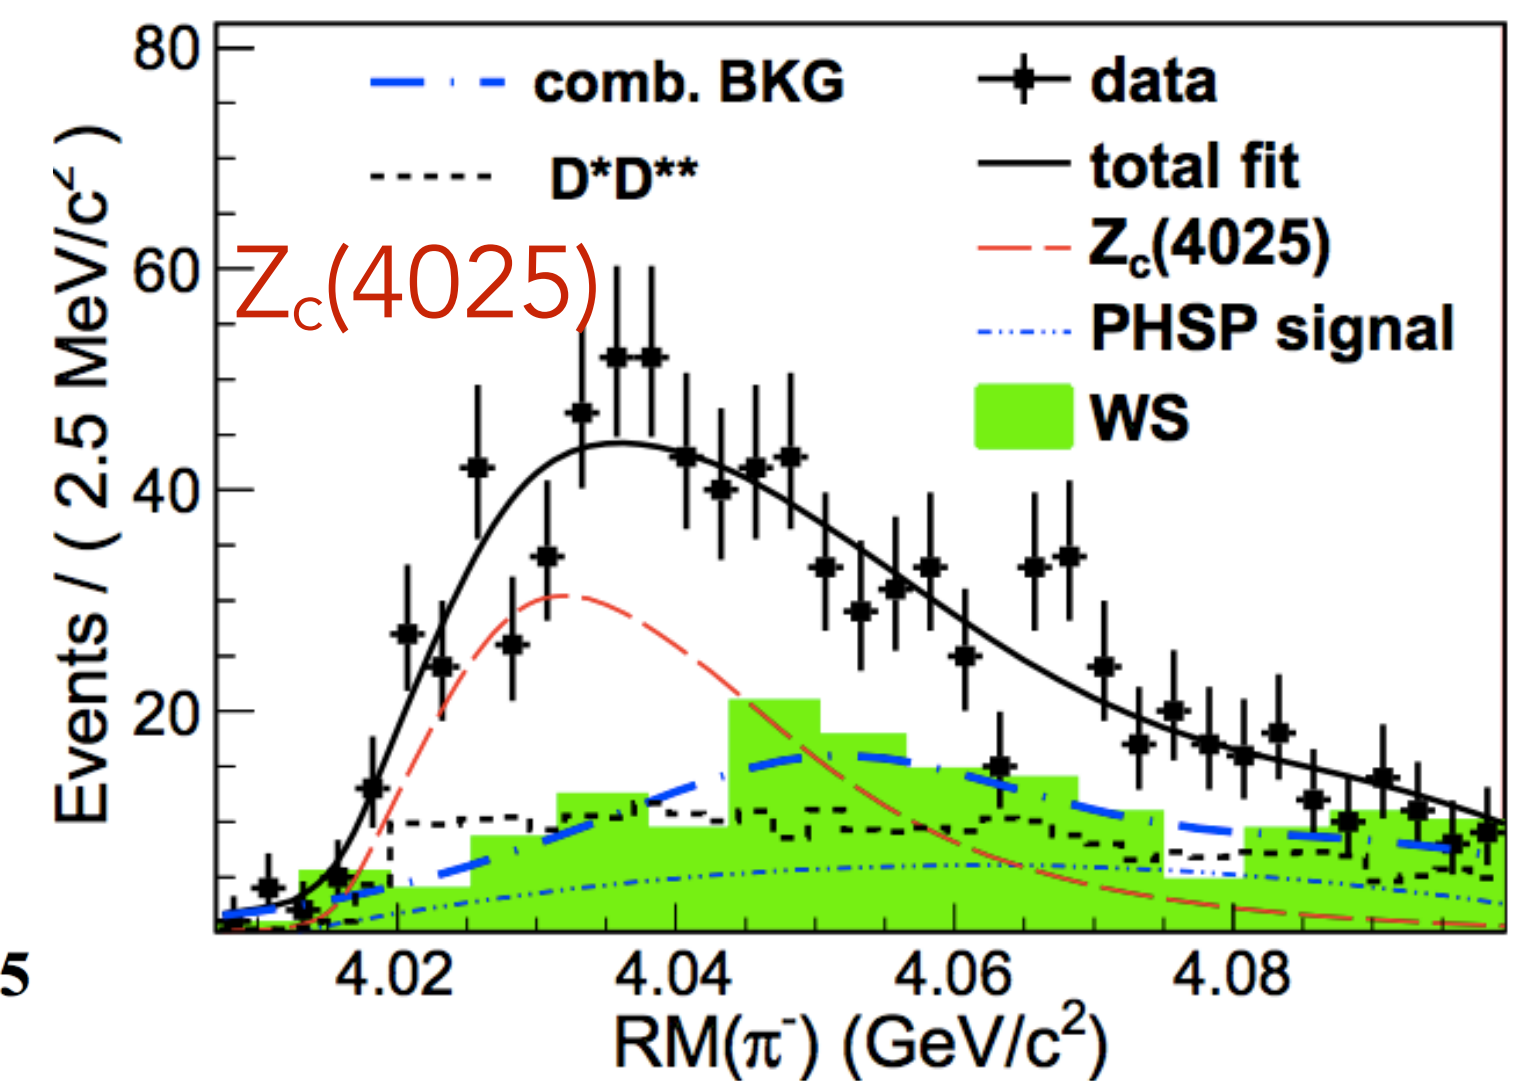 80
60
40
20
Events / ( 2.5 MeV/c² )
comb. BKG
D*D**
Zc(4025)
data
total fit
Zc(4025)
PHSP signal
WS
5
4.02 4.04 4.06 4.08
RM(π⁻) (GeV/c²)